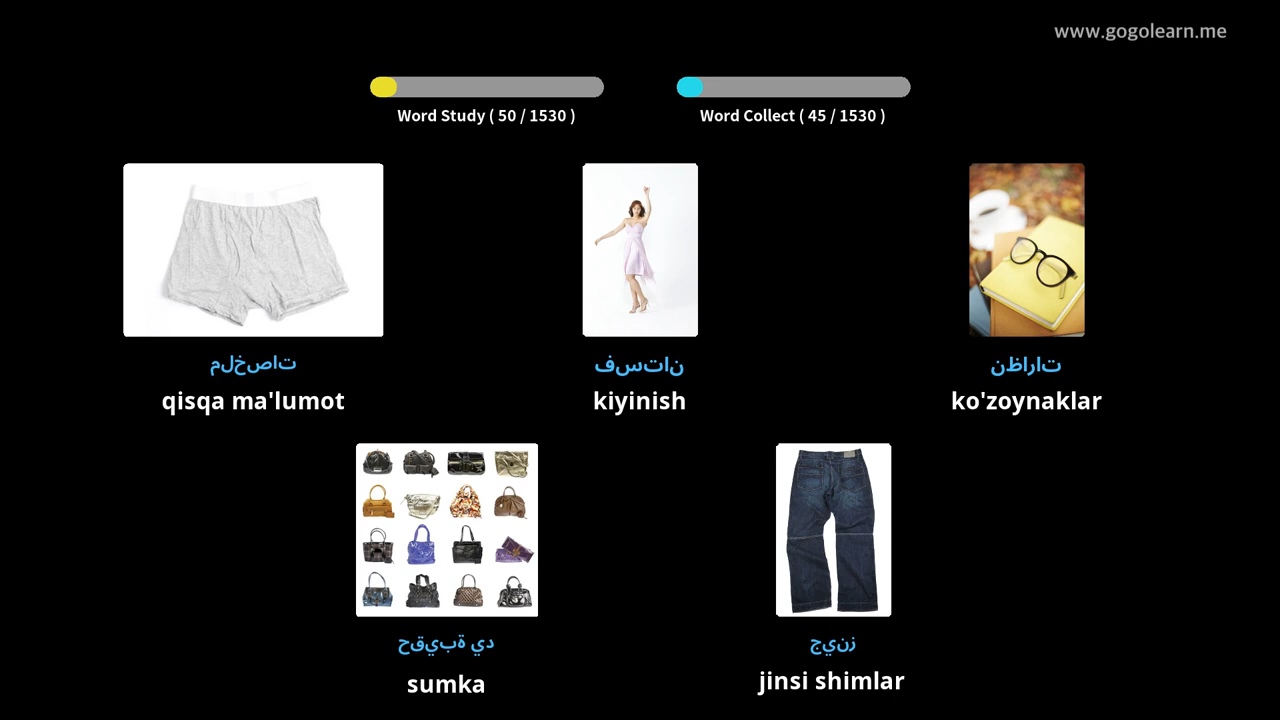 www.gogolearn.me
Word Study ( 50 / 1530 )
Word Collect ( 45 / 1530 )
ملخصات
qisqa ma'lumot
فستان
kiyinish
نظارات
ko'zoynaklar
حقيبة يد
sumka
جينز
jinsi shimlar